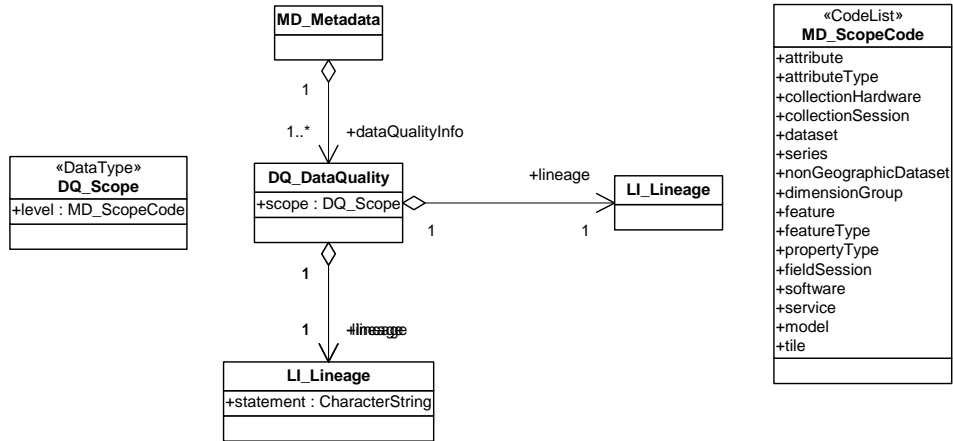 MD_Metadata
1
1..*
+dataQualityInfo
«DataType»
DQ_Scope
+level : MD_ScopeCode
DQ_DataQuality
+scope : DQ_Scope
+lineage
1
1
LI_Lineage
1
1
LI_Lineage
+statement : CharacterString
«CodeList»
MD_ScopeCode
+attribute
+attributeType
+collectionHardware
+collectionSession
+dataset
+series
+nonGeographicDataset
+dimensionGroup
+feature
+featureType
+propertyType
+fieldSession
+software
+service
+model
+tile